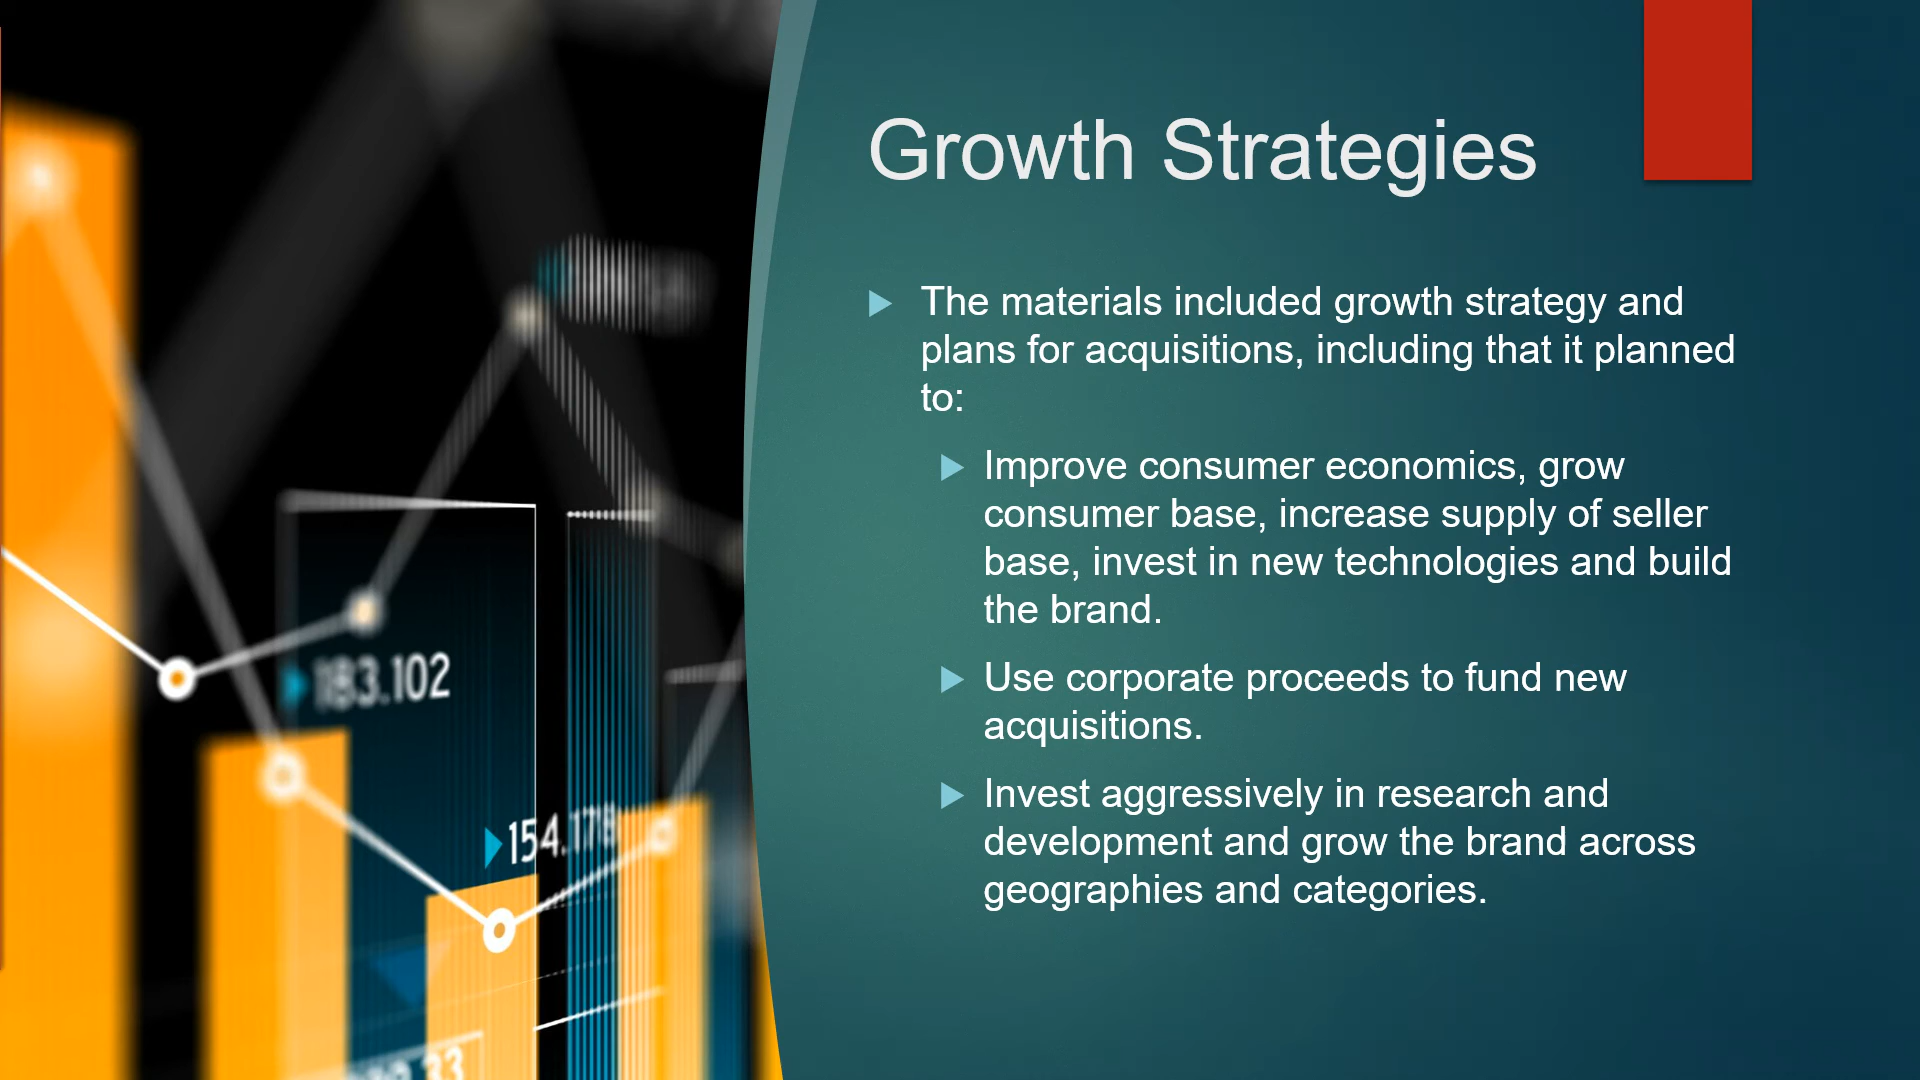 Growth Strategies
The materials included growth strategy and
plans for acquisitions, including that it planned
to:
Improve consumer economics, grow
consumer base, increase supply of seller
base, invest in new technologies and build
the brand.
Use corporate proceeds to fund new
acquisitions.
Invest aggressively in research and
development and grow the brand across
geographies and categories.
183.102
154.178